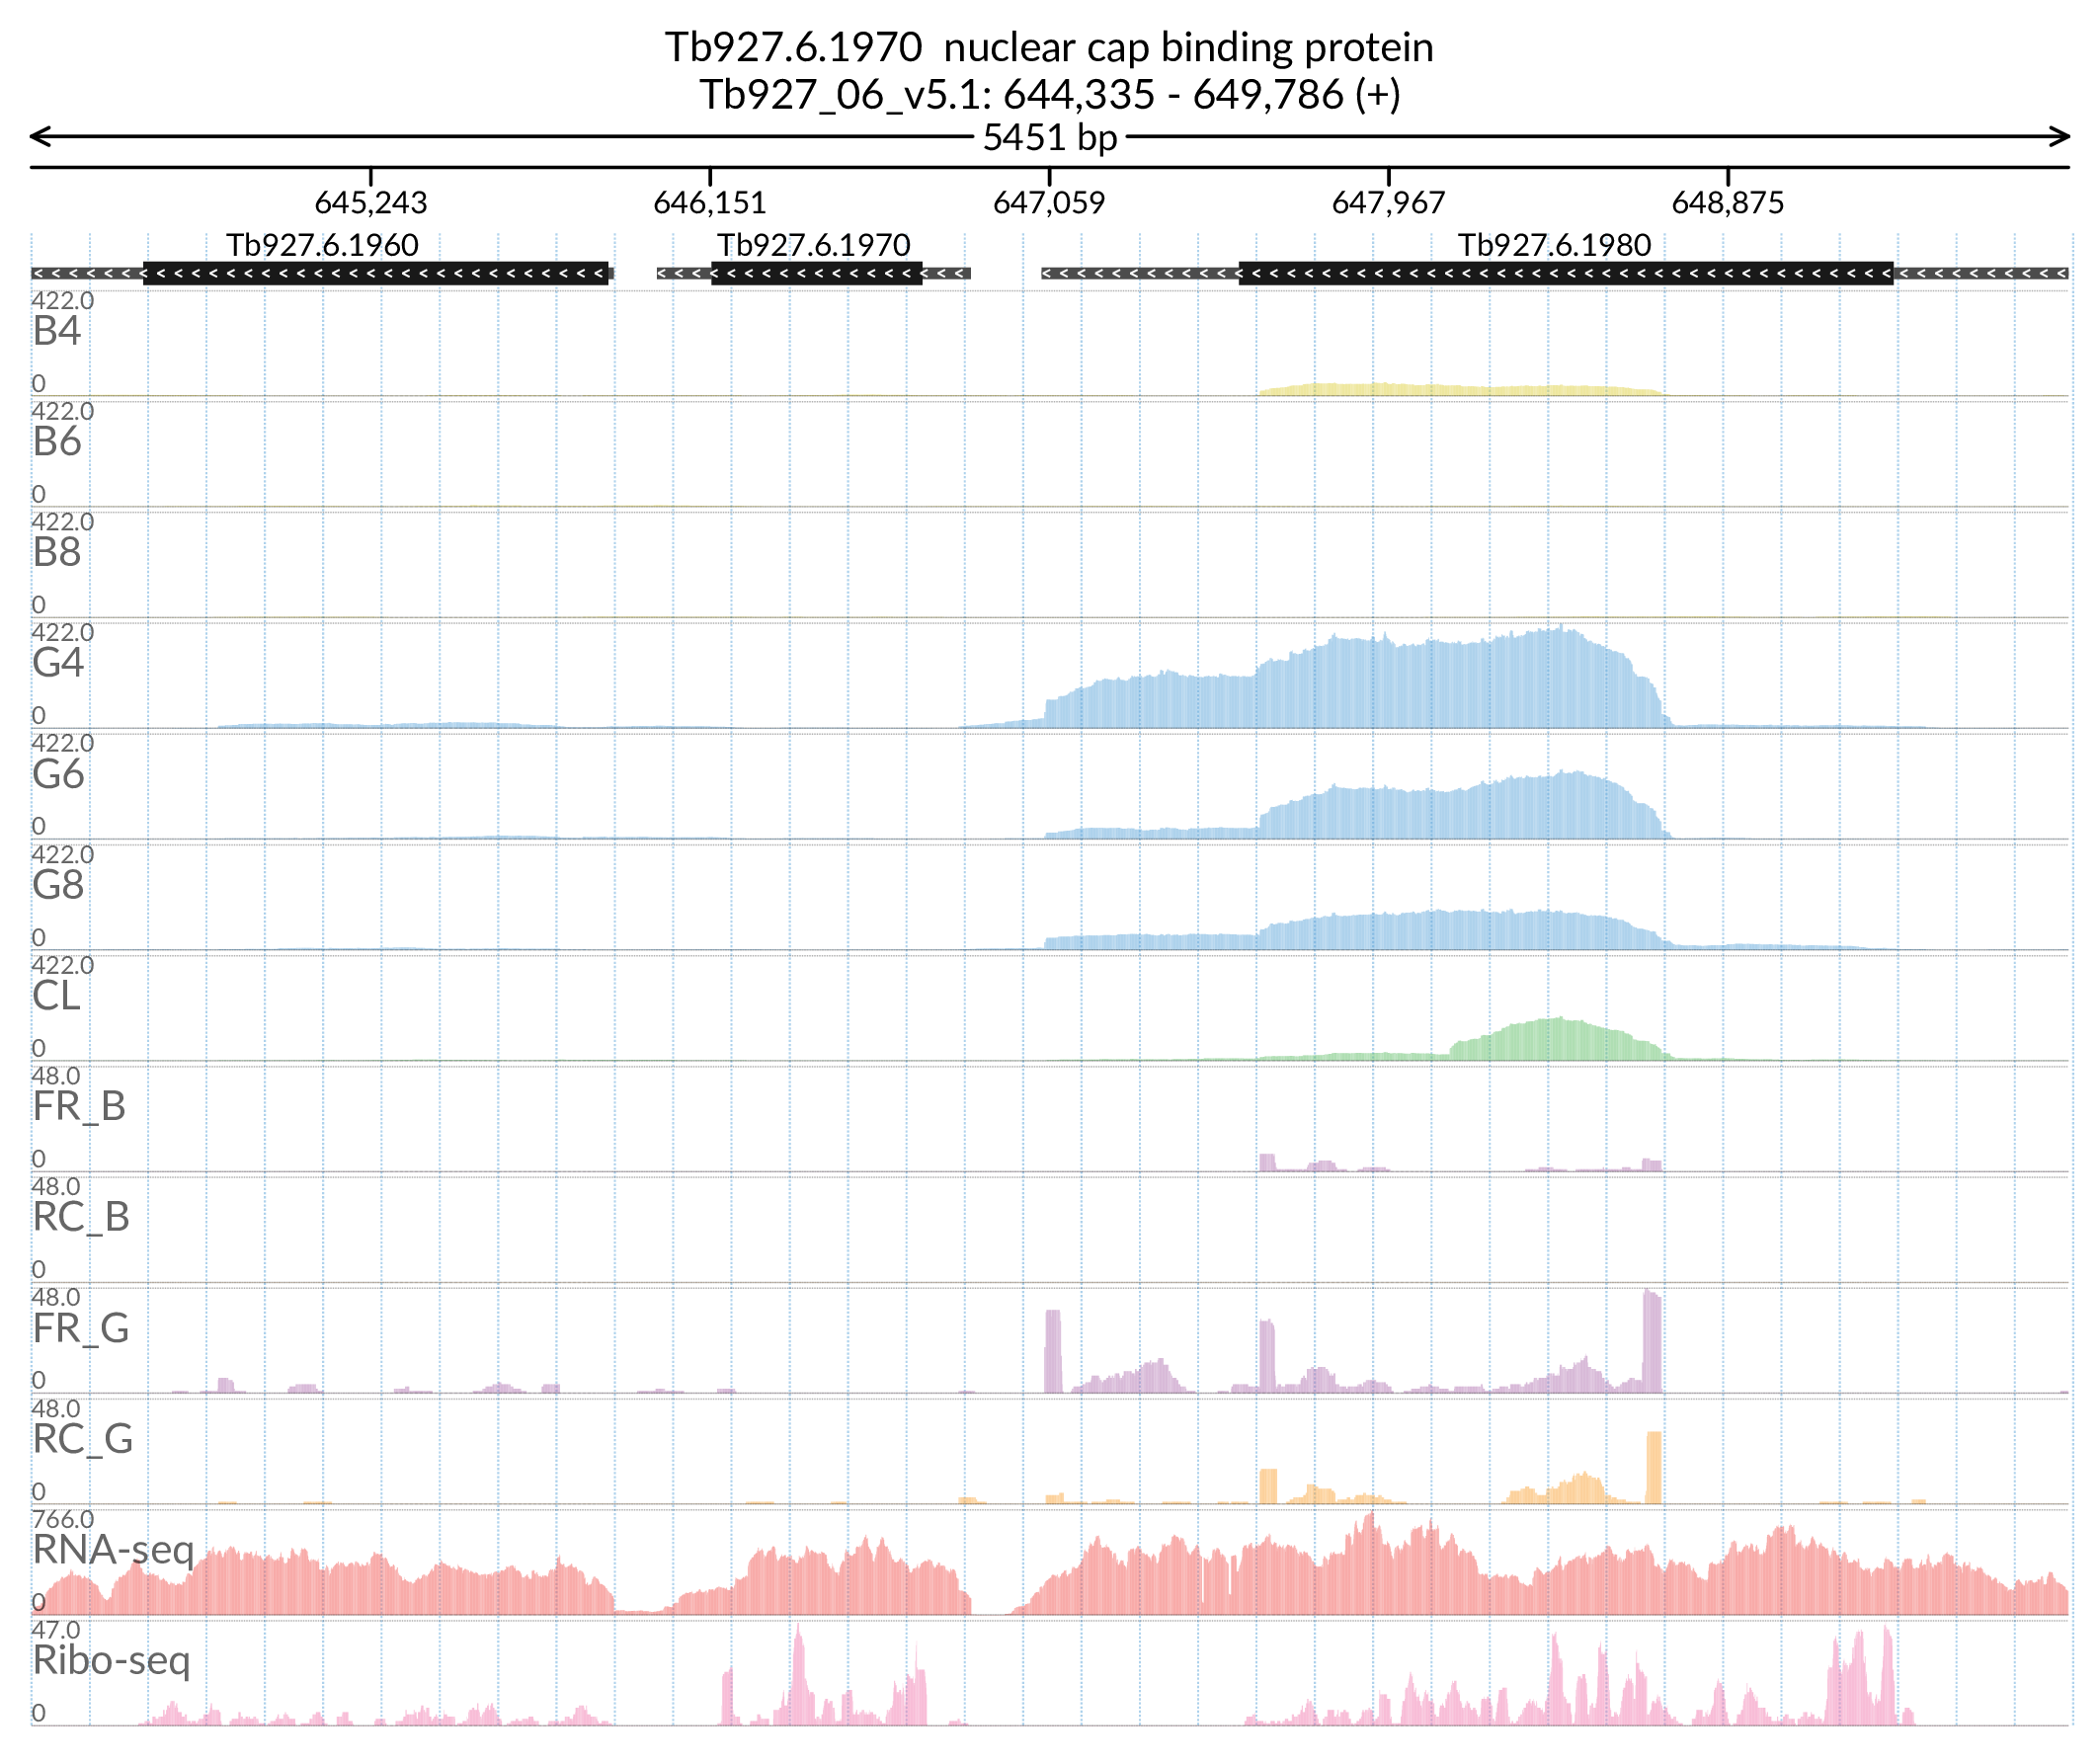 Tb927.6.1970  nuclear cap binding protein
Tb927_06_v5.1: 644,335 - 649,786 (+)
5451 bp
645,243 646,151 647,059 647,967 648,875
Tb927.6.1960 Tb927.6.1970 Tb927.6.1980
422.0
B4
0
422.0
B6
0
422.0
B8
0
422.0
G4
0
422.0
G6
0
422.0
G8
0
422.0
CL
0
48.0
FR_B
0
48.0
RC_B
0
48.0
FR_G
0
48.0
RC_G
0
766.0
RNA-seq
0
47.0
Ribo-seq
0